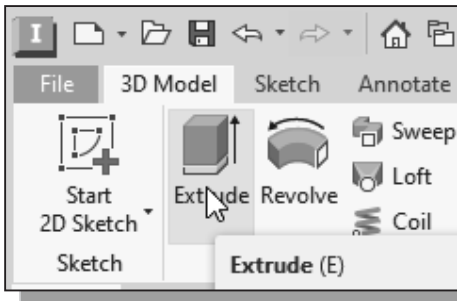 I
File 3D Model Sketch Annotate
Start
2D Sketch
Extrude Revolve
Sweep
Loft
Coil
Sketch
Extrude (E)